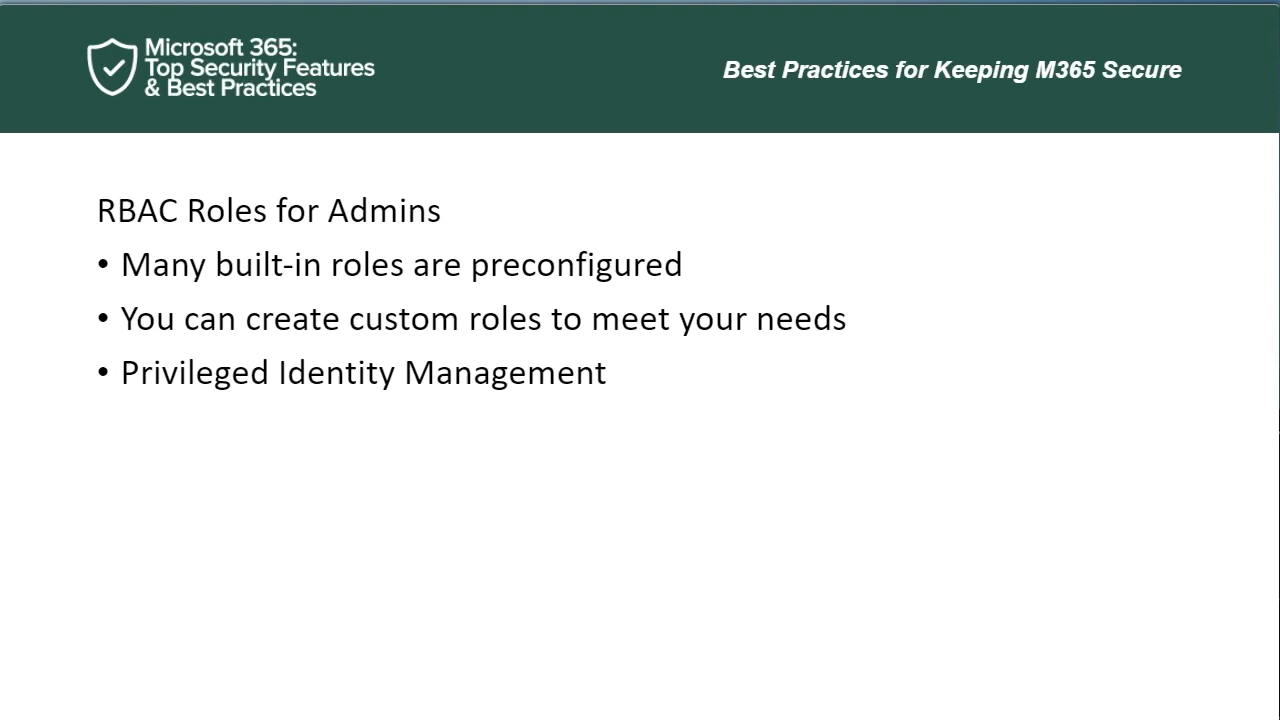 Microsoft 365:
Top Security Features
& Best Practices
Best Practices for Keeping M365 Secure
RBAC Roles for Admins
• Many built-in roles are preconfigured
• You can create custom roles to meet your needs
• Privileged Identity Management